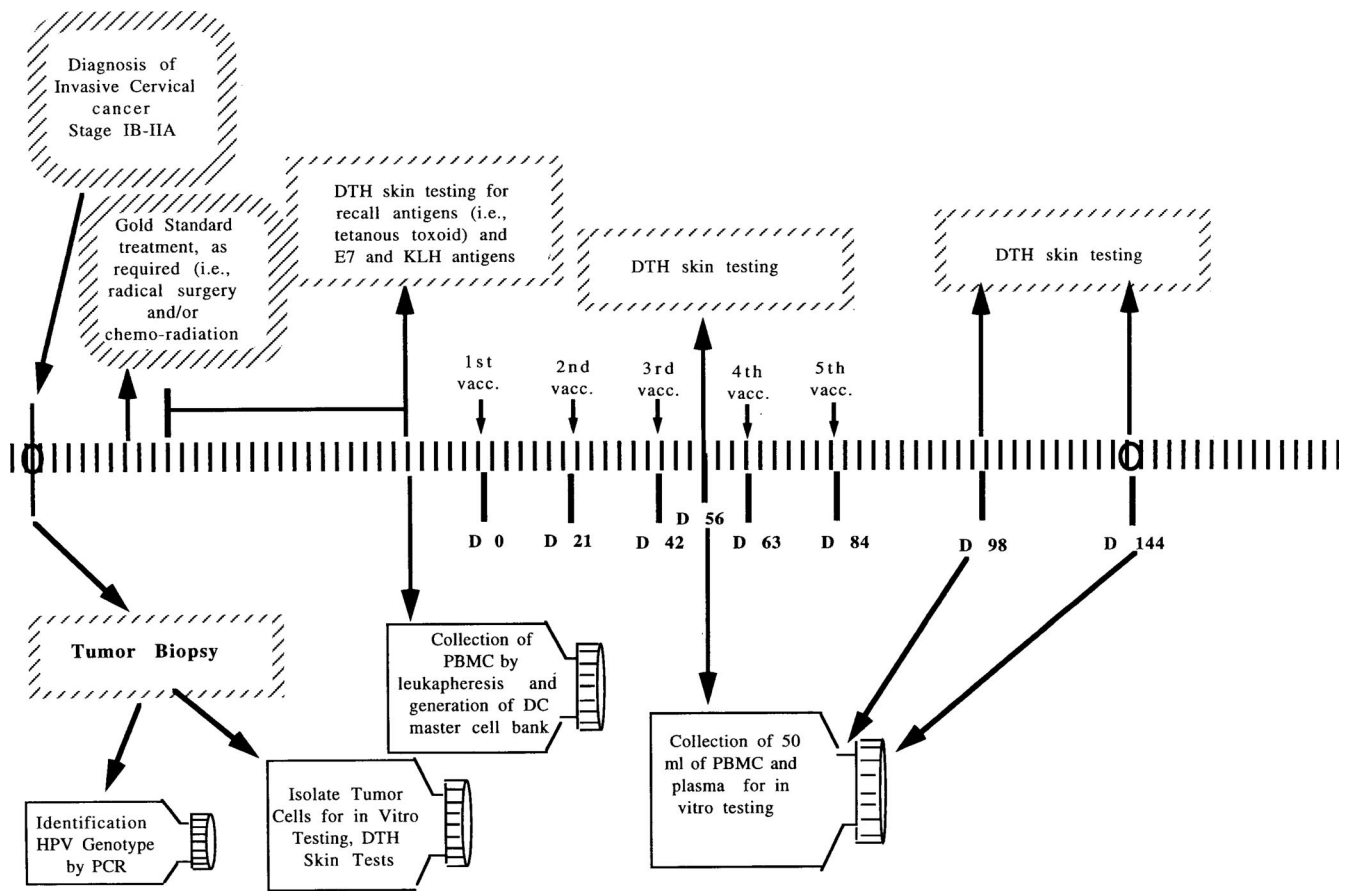 Diagnosis of
Invasive Cervical
cancer
Stage IB-IIA
Gold Standard
treatment, as
required (i.e.,
radical surgery
and/or
chemo-radiation
DTH skin testing for
recall antigens (i.e.,
tetanous toxoid) and
E7 and KLH antigens
DTH skin testing
DTH skin testing
1st
vacc.
2nd
vacc.
3rd
vacc.
4th
vacc.
5th
vacc.
D 0
D 21
D 42
D 56
D 63
D 84
D 98
D 144
Tumor Biopsy
Identification
HPV Genotype
by PCR
Isolate Tumor
Cells for in Vitro
Testing, DTH
Skin Tests
Collection of
PBMC by
leukapheresis and
generation of DC
master cell bank
Collection of 50
ml of PBMC and
plasma for in
vitro testing